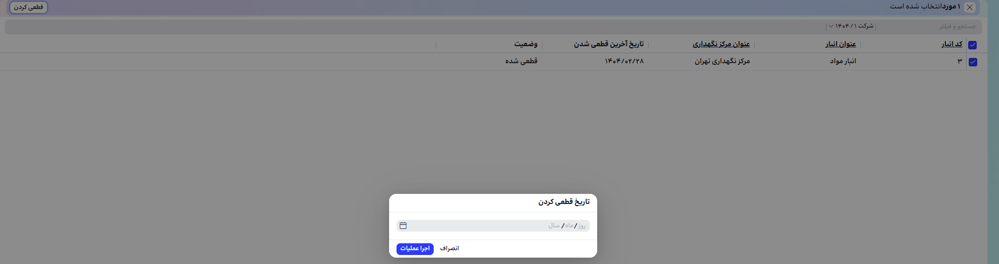 ۱ موردانتخاب شده است
قطعی کردن
جستجو و فیلتر
شرکت ۱ / ۱۴۰۴
کد انبار
عنوان انبار
عنوان مرکز نگهداری
تاریخ آخرین قطعی شدن
وضعیت
۳
انبار مواد
مرکز نگهداری تهران
۱۴۰۴/۰۲/۲۸
قطعی شده
تاریخ قطعی کردن
روز/ماه/سال
انصراف
اجرا عملیات